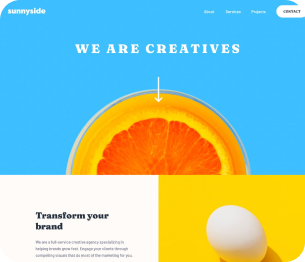 sunnyside
About Services Projects CONTACT
WE ARE CREATIVES
Transform your
brand
We are a full-service creative agency specializing in
helping brands grow fast. Engage your clients through
compelling visuals that do most of the marketing for you.